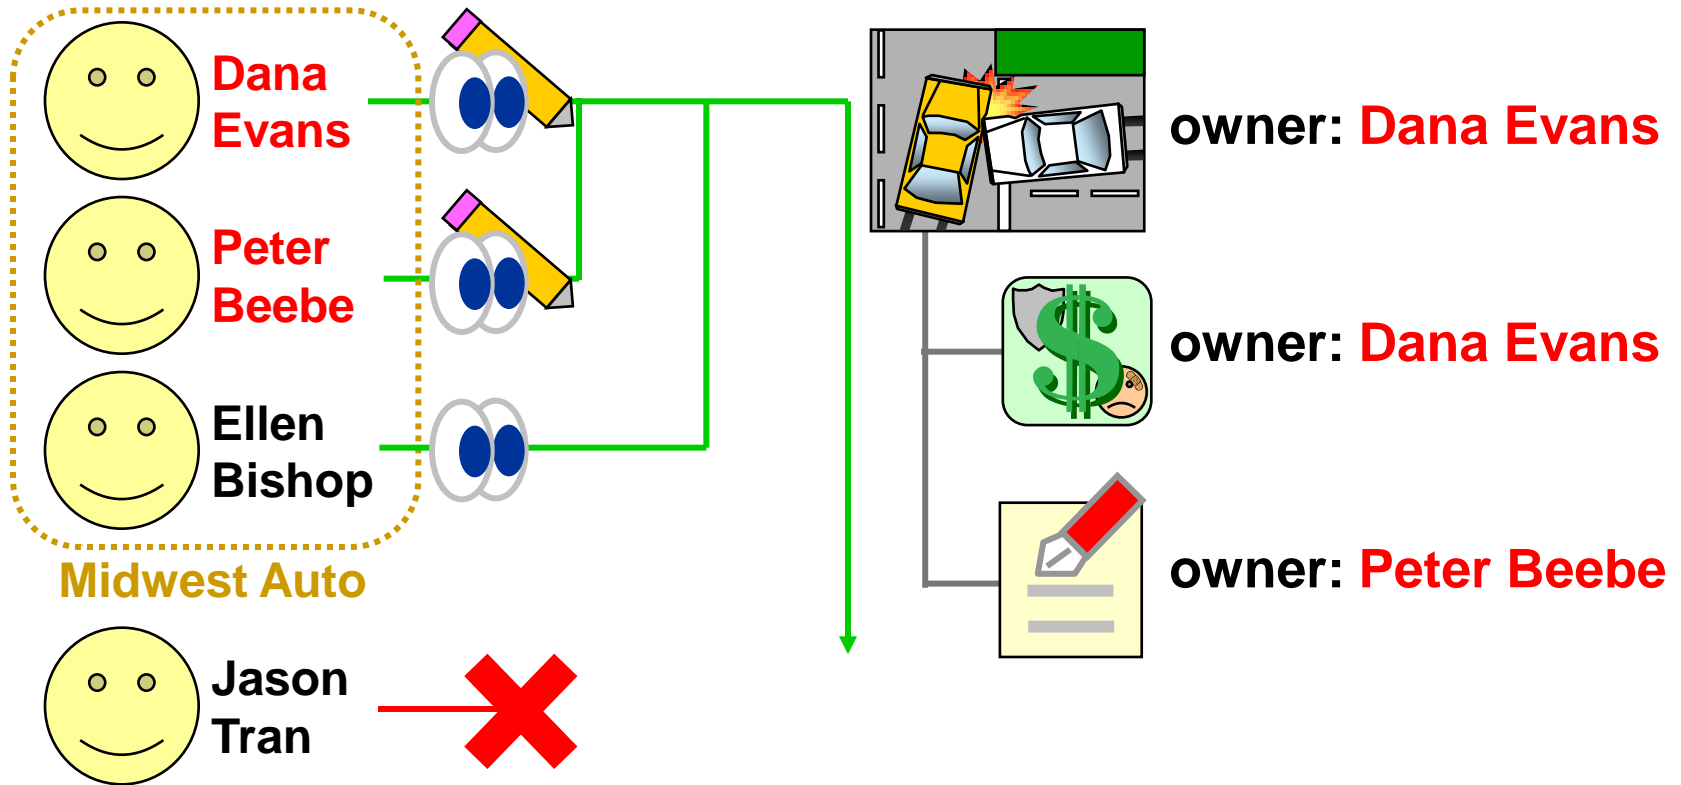 Dana
Evans
Peter
Beebe
Ellen
Bishop
Midwest Auto
Jason
Tran
owner: Dana Evans
owner: Dana Evans
owner: Peter Beebe